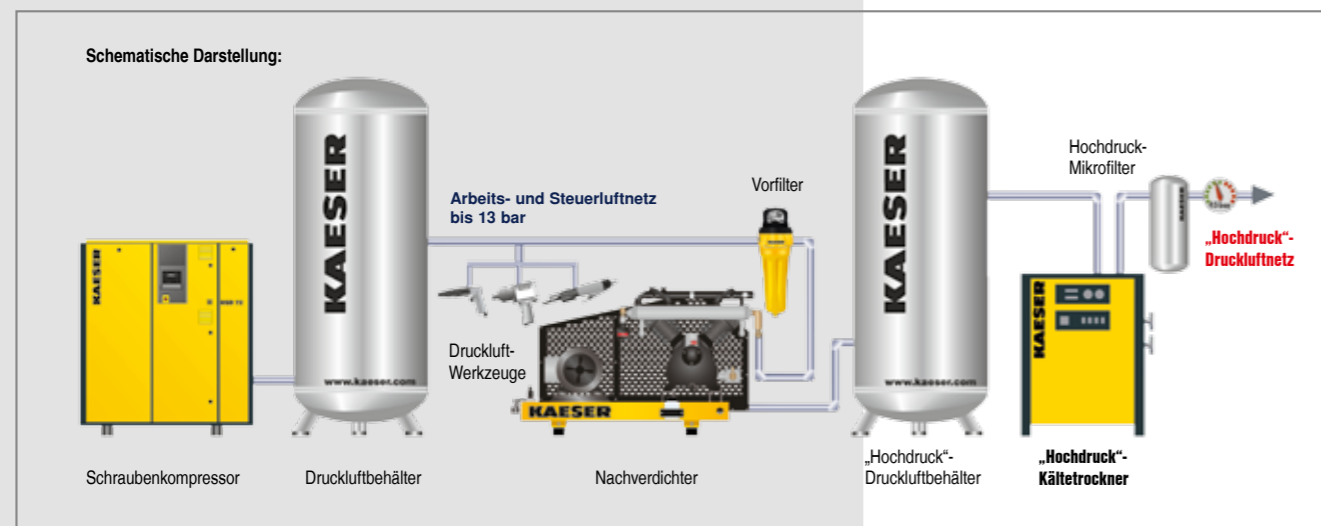 Schematische Darstellung:
KAESER
www.kaeser.com
KAESER
Arbeits- und Steuerluftnetz
bis 13 bar
Druckluft-
Werkzeuge
KAESER
Vorfilter
KAESER
www.kaeser.com
Hochdruck-
Mikrofilter
KAESER
„Hochdruck“-
Druckluftnetz
KAESER
Schraubenkompressor
Druckluftbehälter
Nachverdichter
„Hochdruck“-
Druckluftbehälter
„Hochdruck“-
Kältetrockner